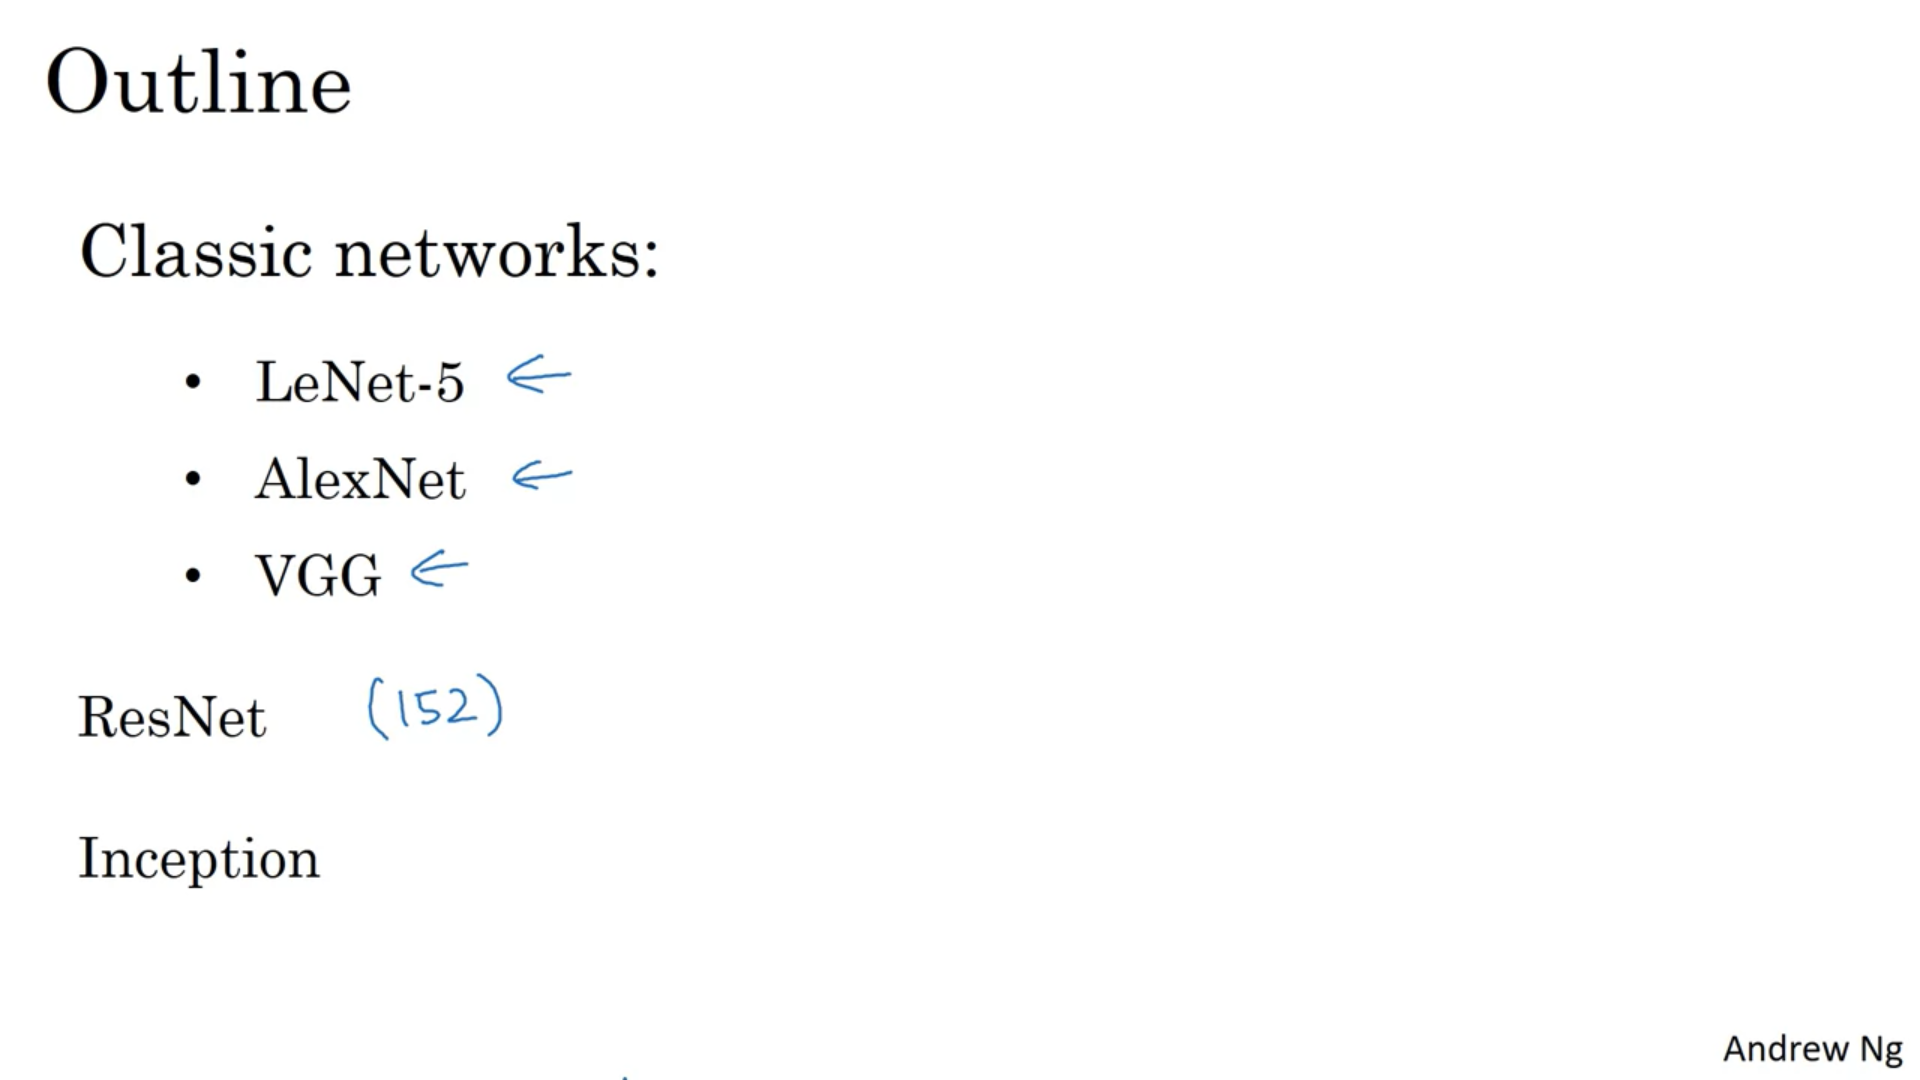 Outline
Classic networks:
• LeNet-5 ←
• AlexNet ←
• VGG ←
ResNet (152)
Inception
Andrew Ng